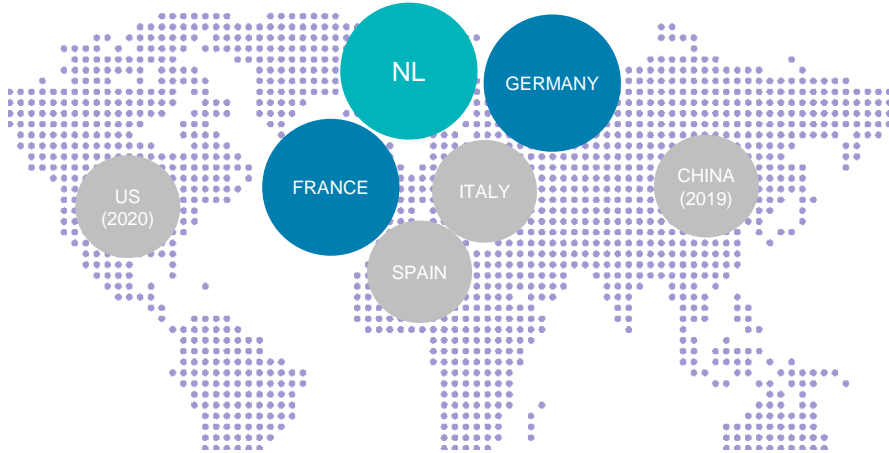 NL
GERMANY
FRANCE
ITALY
CHINA
(2019)
US
(2020)
SPAIN